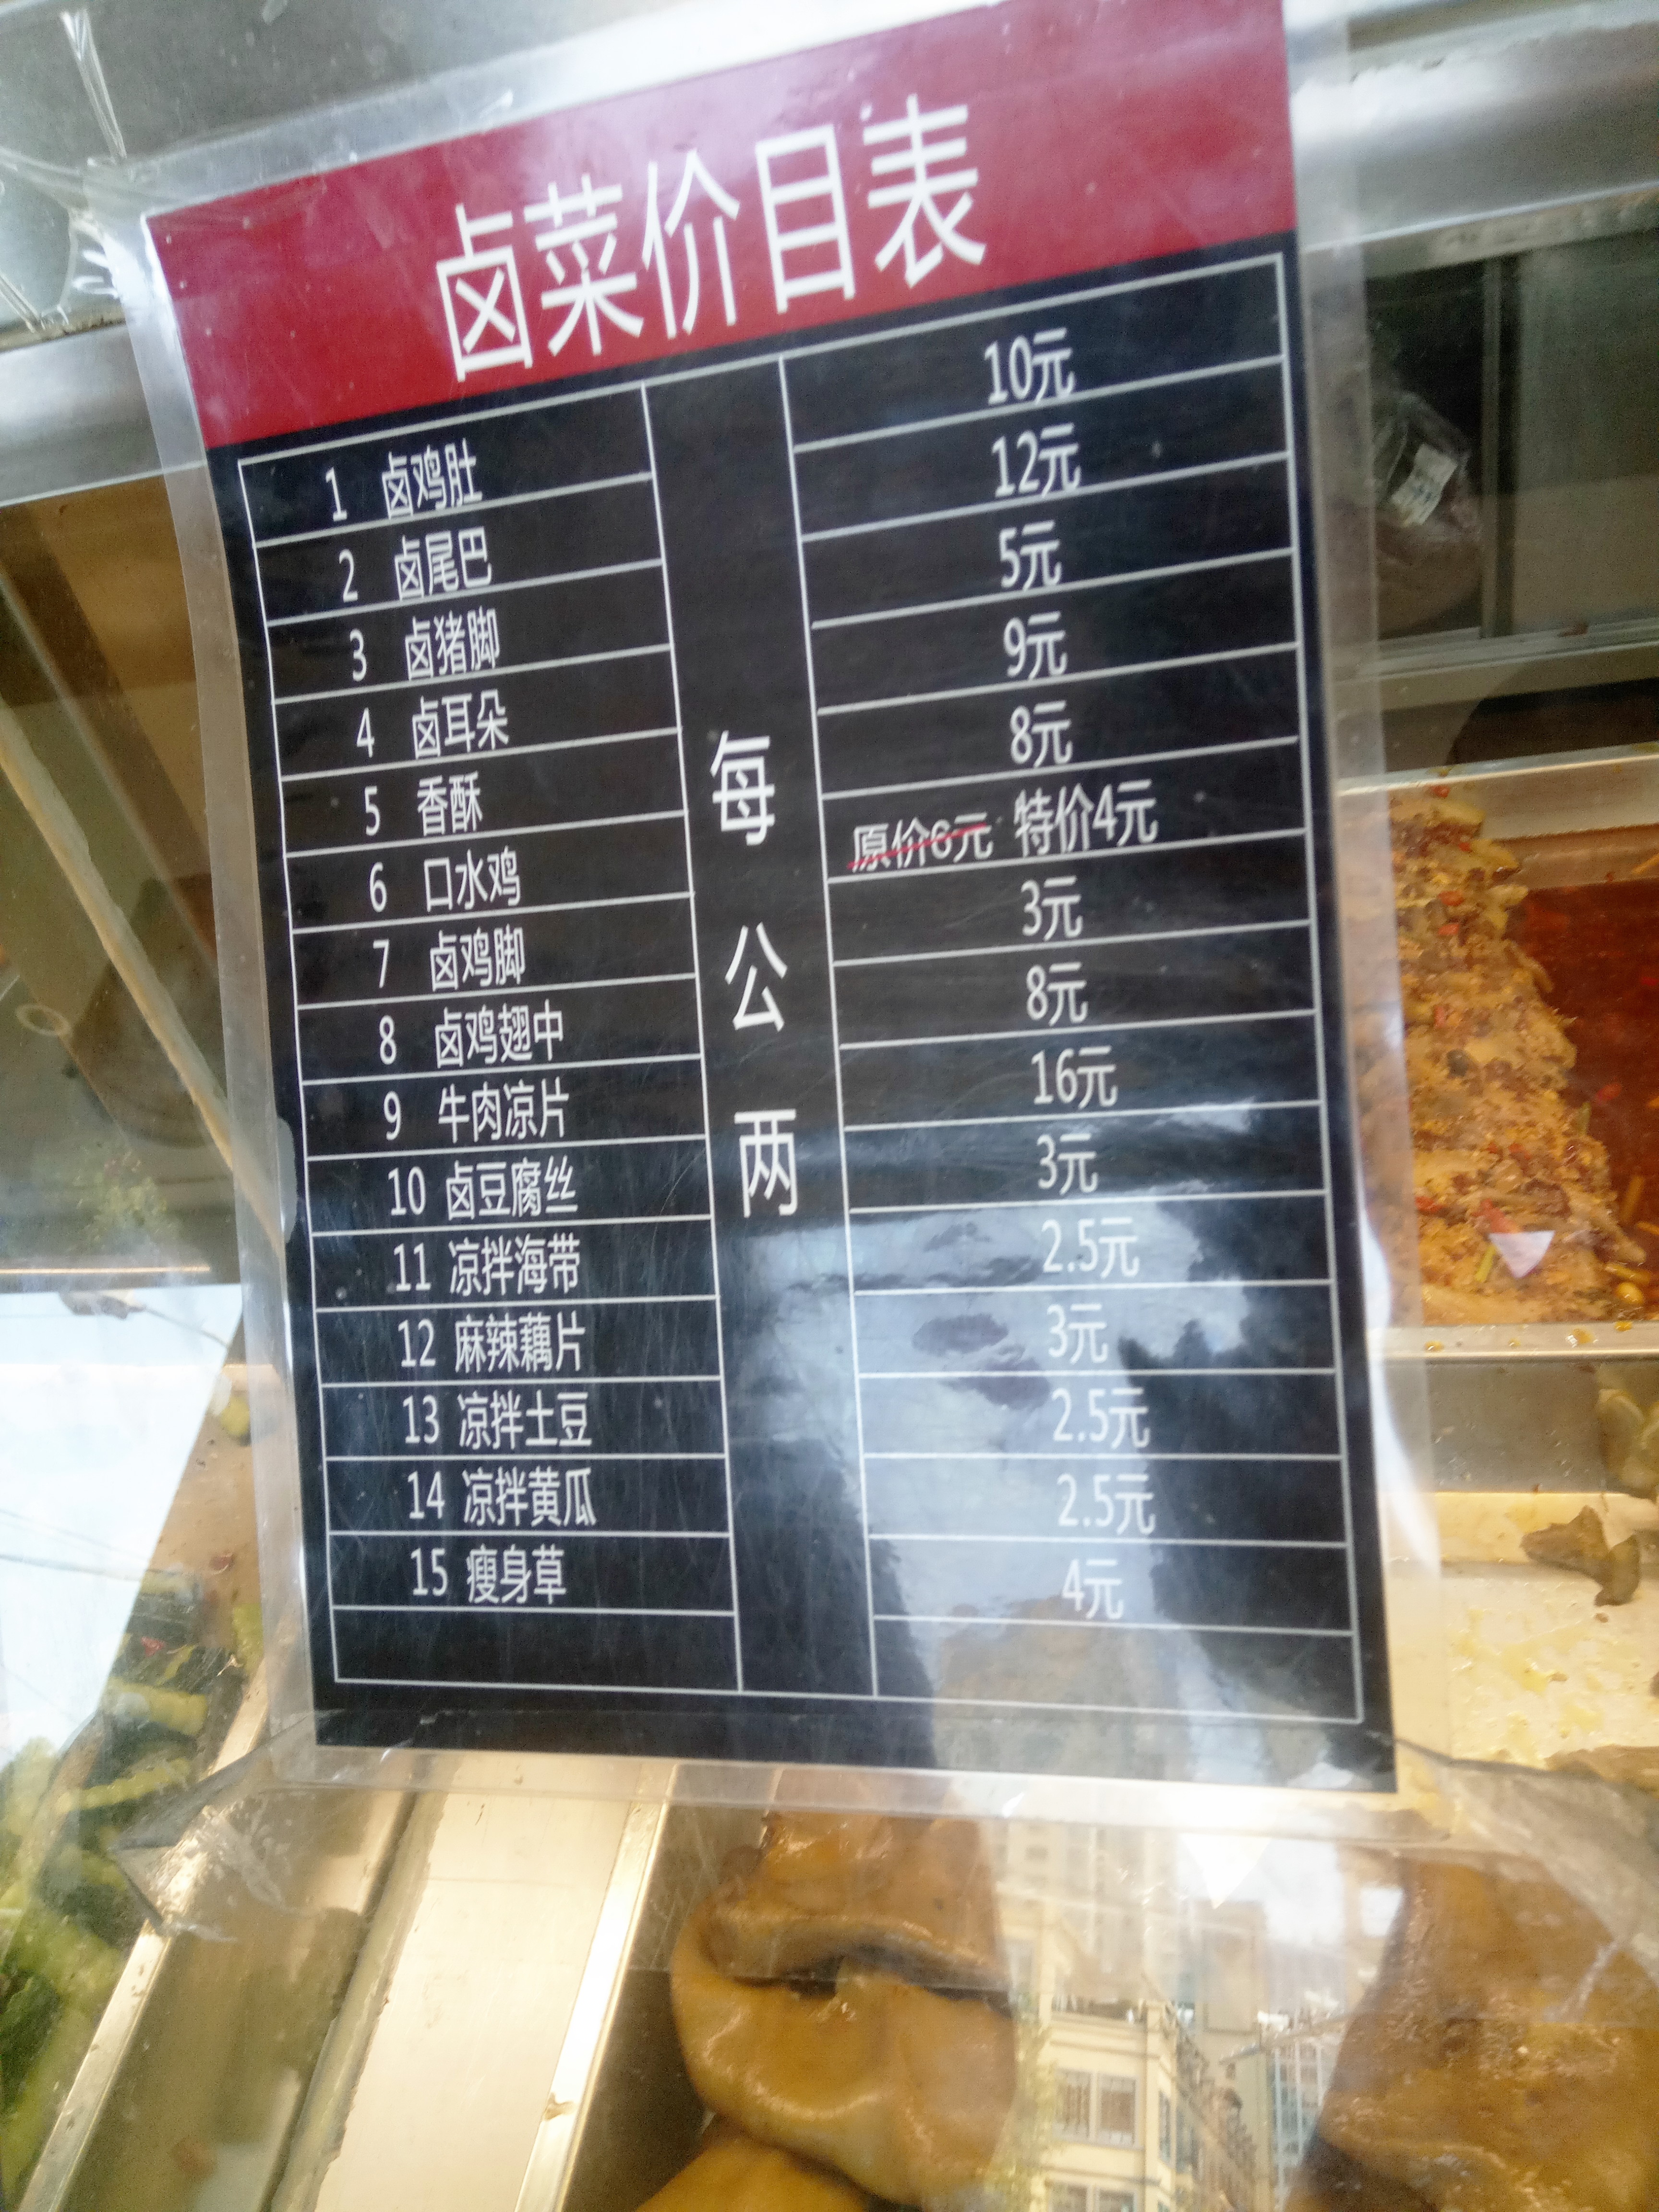 卤菜价目表
1 卤鸡肚 10元
2 卤尾巴 12元
3 卤猪脚 5元
4 卤耳朵 9元
5 香酥 8元
6 口水鸡 原价6元 特价4元
7 卤鸡脚 3元
8 卤鸡翅中 8元
9 牛肉凉片 16元
10 卤豆腐丝 3元
11 凉拌海带 2.5元
12 麻辣藕片 3元
13 凉拌土豆 2.5元
14 凉拌黄瓜 2.5元
15 瘦身草 4元
每公两